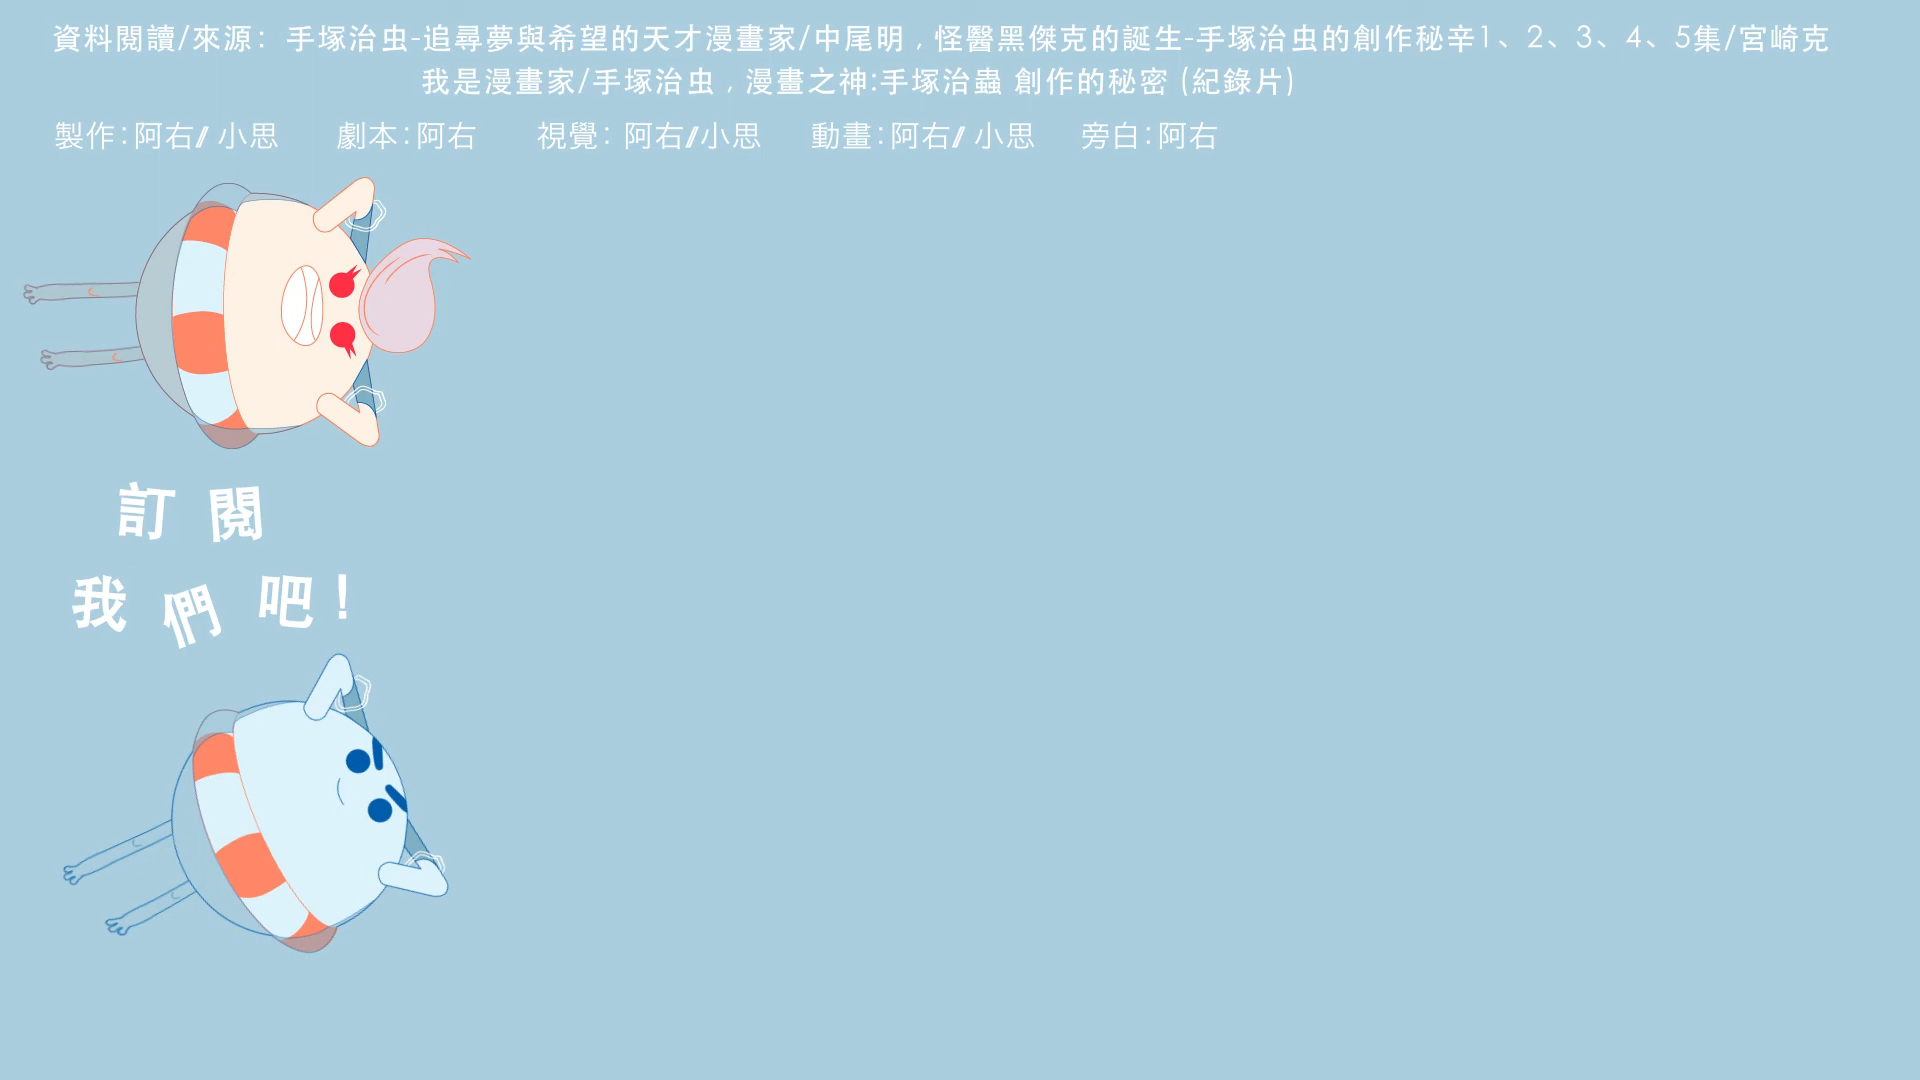 資料閱讀/來源: 手塚治虫-追尋夢與希望的天才漫畫家/中尾明 , 怪醫黑傑克的誕生-手塚治虫的創作秘辛1、2、3、4、5集/宮崎克
我是漫畫家/手塚治虫 , 漫畫之神:手塚治蟲 創作的秘密 (紀錄片)
製作:阿右// 小思 劇本:阿右 視覺: 阿右//小思 動畫:阿右// 小思 旁白:阿右
訂閱
我們吧!